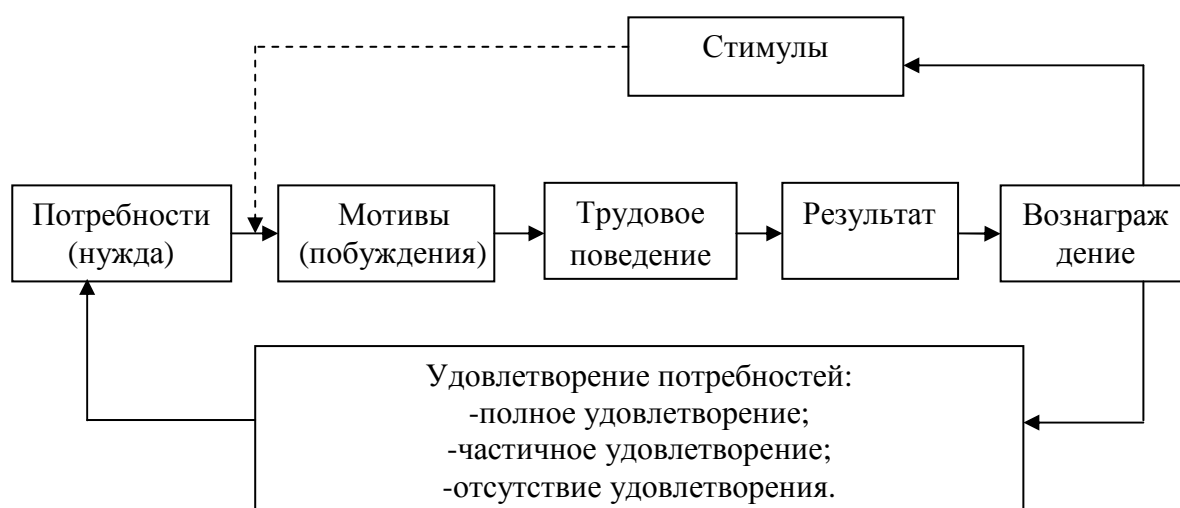 Стимулы
Потребности
(нужда)
Мотивы
(побуждения)
Трудовое
поведение
Результат
Вознаграж
дение
Удовлетворение потребностей:
-полное удовлетворение;
-частичное удовлетворение;
-отсутствие удовлетворения.